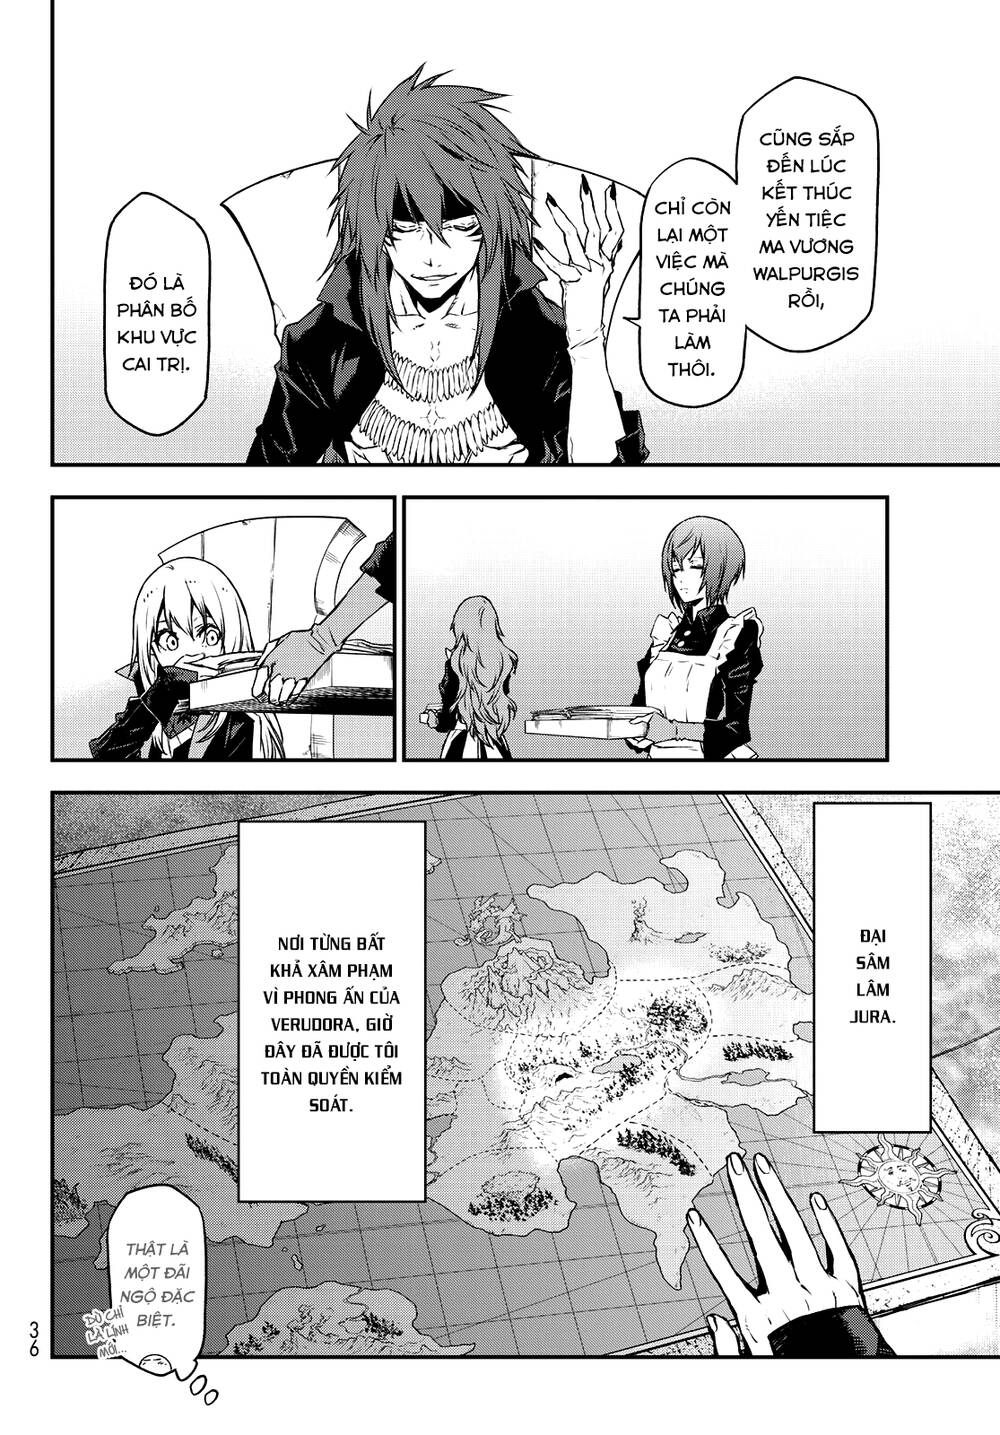 CŨNG SẮP
ĐẾN LÚC
KẾT THÚC
YẾN TIỆC
MA VƯƠNG
WALPURGIS
RỒI,
CHỈ CÒN
LẠI MỘT
VIỆC MÀ
CHÚNG
TA PHẢI
LÀM
THÔI.
ĐÓ LÀ
PHÂN BỐ
KHU VỰC
CAI TRỊ.
ĐẠI
SÂM
LÂM
JURA.
NƠI TỪNG BẤT
KHẢ XÂM PHẠM
VÌ PHONG ẤN CỦA
VERUDORA, GIỜ
ĐÂY ĐÃ ĐƯỢC TÔI
TOÀN QUYỀN KIỂM
SOÁT.
THẬT LÀ
MỘT ĐÃI
NGỘ ĐẶC
BIỆT.
DÙ CHỈ
LÀ LÍNH
MỚI...
36